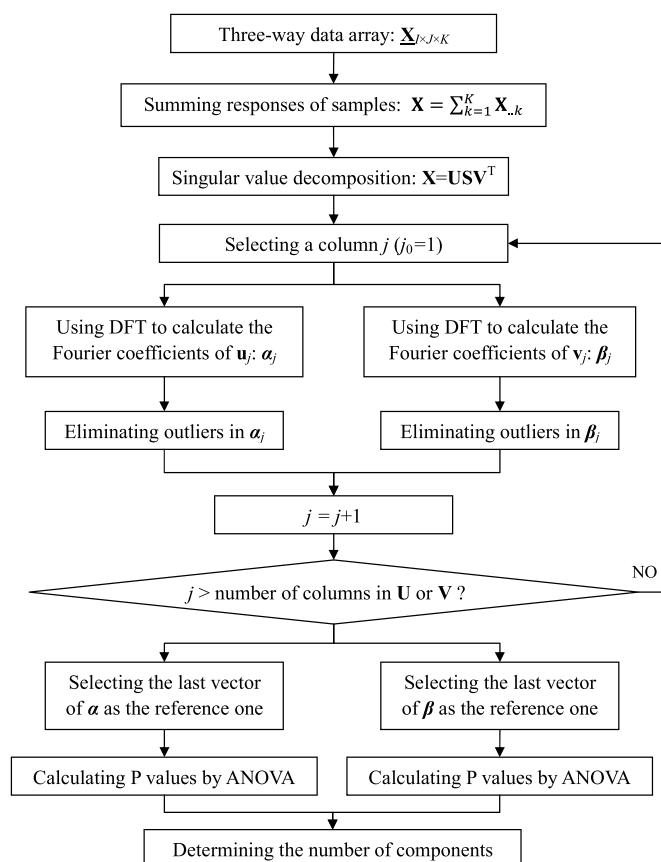 Three-way data array: X_{I×J×K}
Summing responses of samples: X = ∑_{k=1}^{K} X_{..k}
Singular value decomposition: X=USV^T
Selecting a column j (j_0=1)
Using DFT to calculate the
Fourier coefficients of u_j: α_j
Using DFT to calculate the
Fourier coefficients of v_j: β_j
Eliminating outliers in α_j
Eliminating outliers in β_j
j = j+1
NO
j > number of columns in U or V ?
Selecting the last vector
of α as the reference one
Selecting the last vector
of β as the reference one
Calculating P values by ANOVA
Calculating P values by ANOVA
Determining the number of components